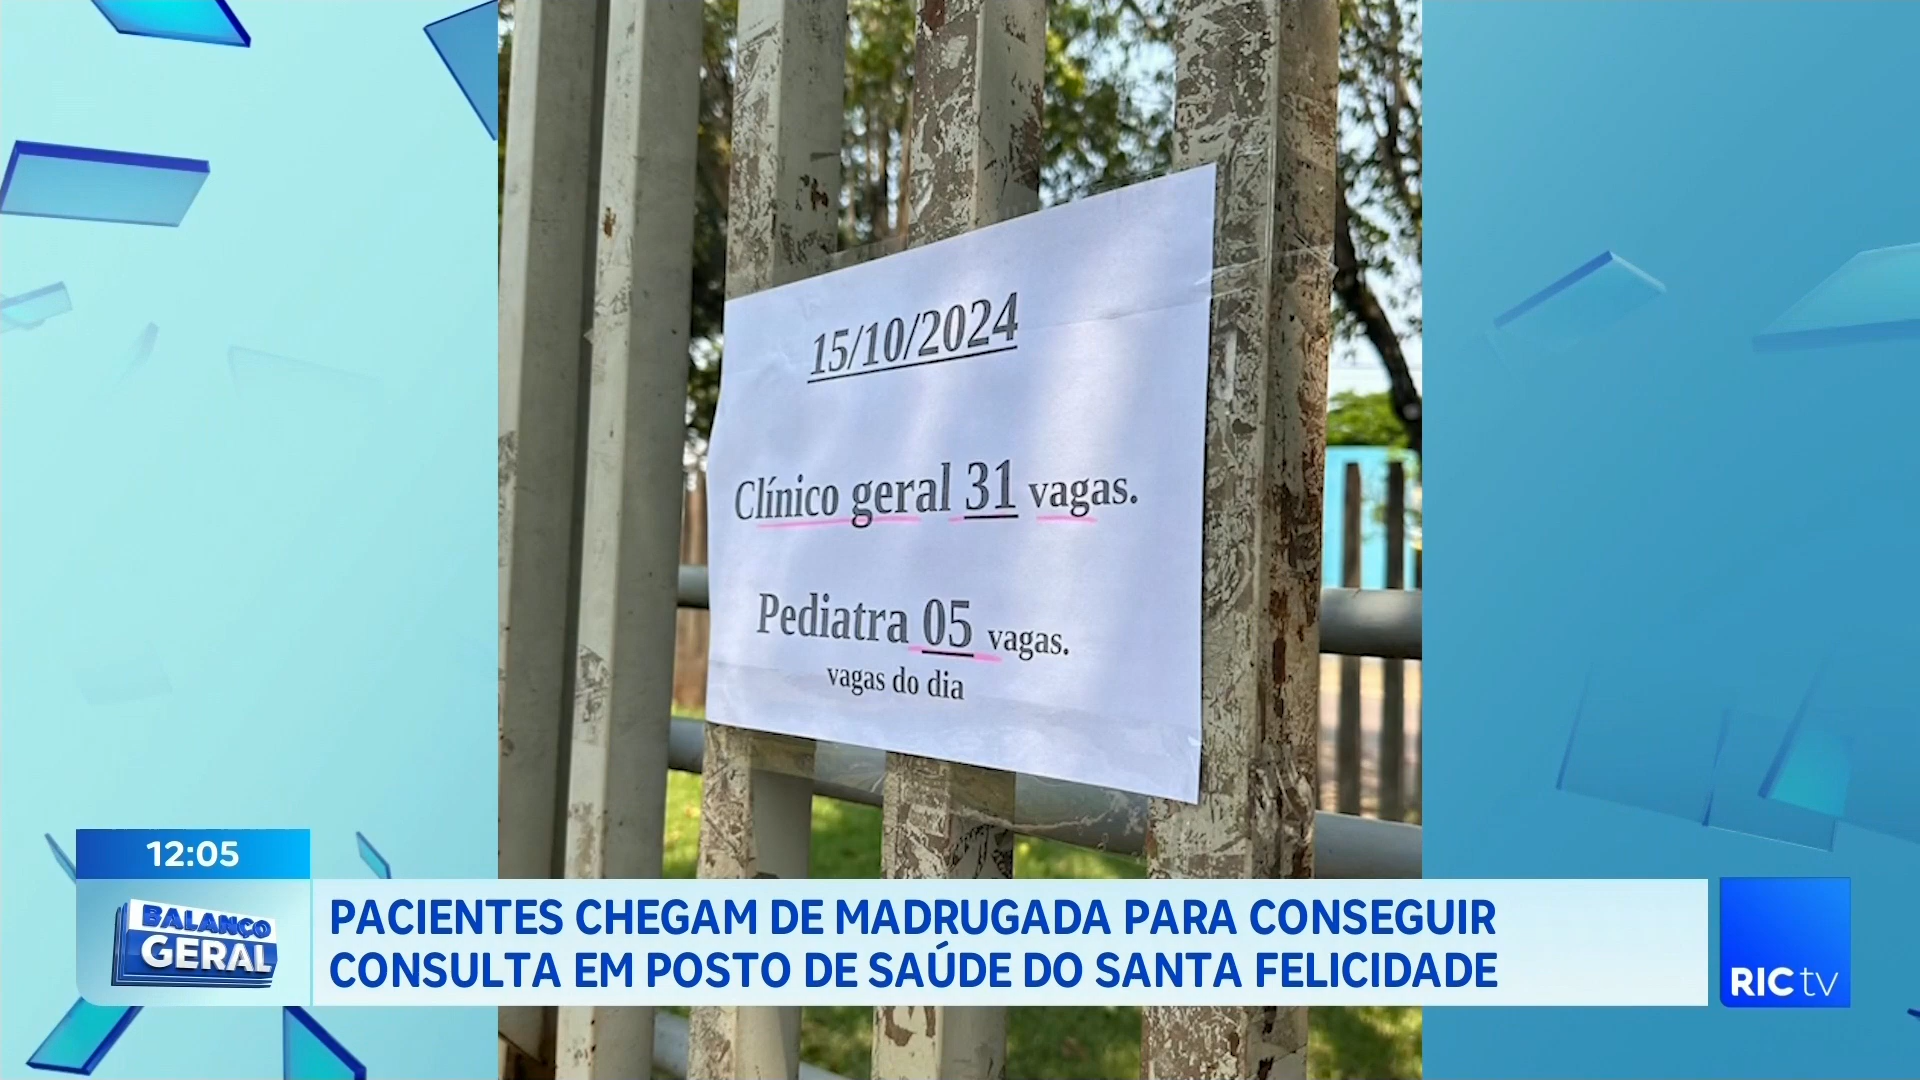 15/10/2024
Clínico geral 31 vagas.
Pediatra 05 vagas.
vagas do dia
12:05
BALANÇO
GERAL
PACIENTES CHEGAM DE MADRUGADA PARA CONSEGUIR
CONSULTA EM POSTO DE SAÚDE DO SANTA FELICIDADE
RIC tv